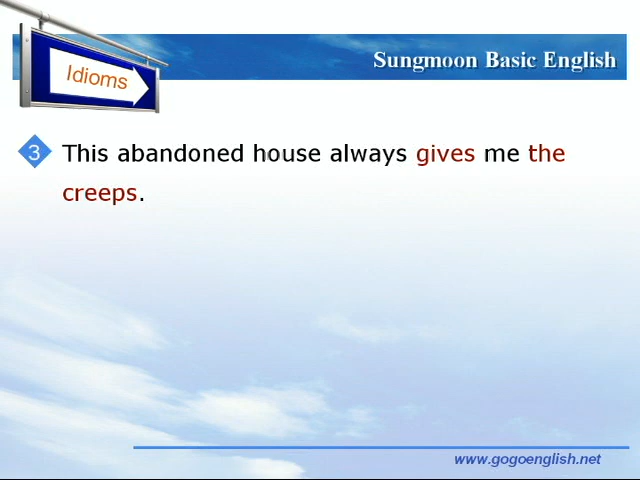 Idioms
Sungmoon Basic English
3 This abandoned house always gives me the
creeps.
www.gogoenglish.net